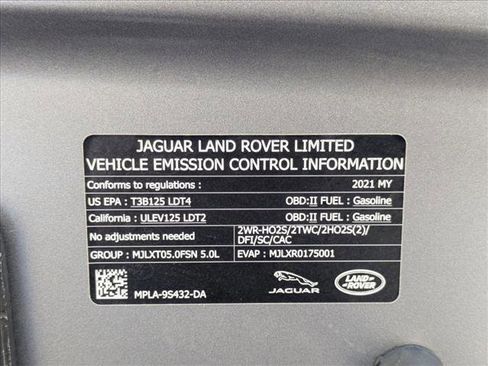 JAGUAR LAND ROVER LIMITED
VEHICLE EMISSION CONTROL INFORMATION
Conforms to regulations : 2021 MY
US EPA : T3B125 LDT4 OBD:II FUEL : Gasoline
California : ULEV125 LDT2 OBD:II FUEL : Gasoline
No adjustments needed 2WR-HO2S/2TWC/2HO2S(2)/
DFI/SC/CAC
GROUP : MJLXT05.0FSN 5.0L EVAP : MJLXR0175001
MPLA-9S432-DA
JAGUAR
LAND ROVER